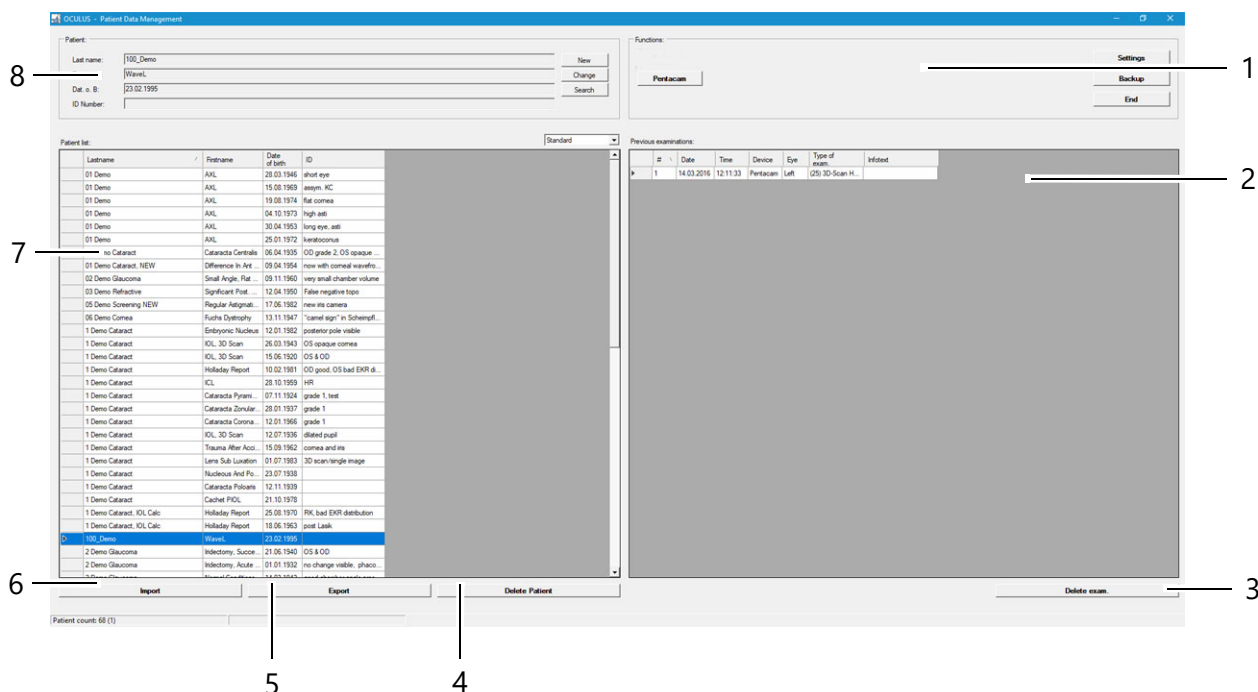 OCULUS - Patient Data Management
Patient:
Last name: 100_Demo New
WaveL Change
Dat. o. B: 23.02.1995 Search
ID Number:
Functions:
Settings
Pentacam Backup
End
8
1
Patient list: Standard
Lastname Firstname Date of birth ID
01 Demo AXL 28.03.1946 short eye
01 Demo AXL 15.08.1969 assym. KC
01 Demo AXL 19.08.1974 flat cornea
01 Demo AXL 04.10.1973 high asti
01 Demo AXL 30.04.1953 long eye, asti
01 Demo AXL 25.01.1972 keratoconus
no Cataract Cataracta Centralis 06.04.1935 OD grade 2, OS opaque ...
01 Demo Cataract, NEW Difference In Ant ... 09.04.1954 now with corneal wavefro...
02 Demo Glaucoma Small Angle, Flat ... 09.11.1960 very small chamber volume
03 Demo Refractive Significant Post. ... 12.04.1950 False negative topo
05 Demo Screening NEW Regular Astigmati... 17.06.1982 new iris camera
06 Demo Cornea Fuchs Dystrophy 13.11.1947 "camel sign" in Scheimpfl...
1 Demo Cataract Embryonic Nucleus 12.01.1982 posterior pole visible
1 Demo Cataract IOL, 3D Scan 26.03.1943 OS opaque cornea
1 Demo Cataract IOL, 3D Scan 15.06.1920 OS & OD
1 Demo Cataract Holladay Report 10.02.1981 OD good, OS bad EKR di...
1 Demo Cataract ICL 28.10.1959 HR
1 Demo Cataract Cataracta Pyrami... 07.11.1924 grade 1, test
1 Demo Cataract Cataracta Zonular... 28.01.1937 grade 1
1 Demo Cataract Cataracta Corona... 12.01.1966 grade 1
1 Demo Cataract IOL, 3D Scan 12.07.1936 dilated pupil
1 Demo Cataract Trauma After Acci... 15.09.1962 cornea and iris
1 Demo Cataract Lens Sub Luxation 01.07.1983 3D scan/single image
1 Demo Cataract Nucleous And Po... 23.07.1938
1 Demo Cataract Cataracta Polaaris 12.11.1939
1 Demo Cataract Cachet PIOL 21.10.1978
1 Demo Cataract, IOL Calc Holladay Report 25.08.1970 RK, bad EKR distribution
1 Demo Cataract, IOL Calc Holladay Report 18.06.1963 post Lasik
100_Demo WaveL 23.02.1995
2 Demo Glaucoma Iridectomy, Succe... 21.06.1940 OS & OD
2 Demo Glaucoma Iridectomy, Acute ... 01.01.1932 no change visible, phaco...
7
Previous examinations:
# Date Time Device Eye Type of exam. Infotext
1 14.03.2016 12:11:33 Pentacam Left (25) 3D-Scan H...
2
6
Import Export Delete Patient
Delete exam.
3
Patient count: 68 (1)
5
4